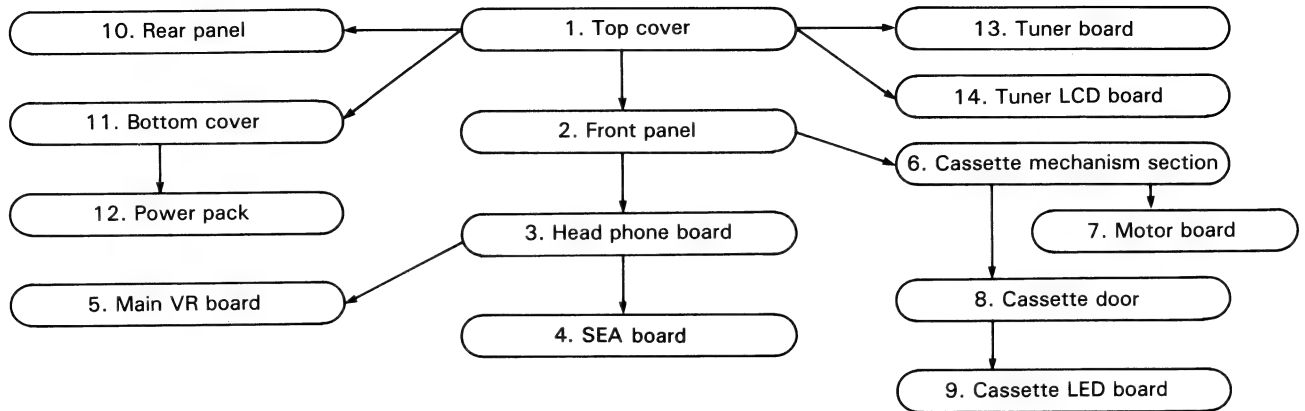 10. Rear panel
1. Top cover
13. Tuner board
14. Tuner LCD board
11. Bottom cover
2. Front panel
6. Cassette mechanism section
12. Power pack
3. Head phone board
7. Motor board
5. Main VR board
8. Cassette door
4. SEA board
9. Cassette LED board